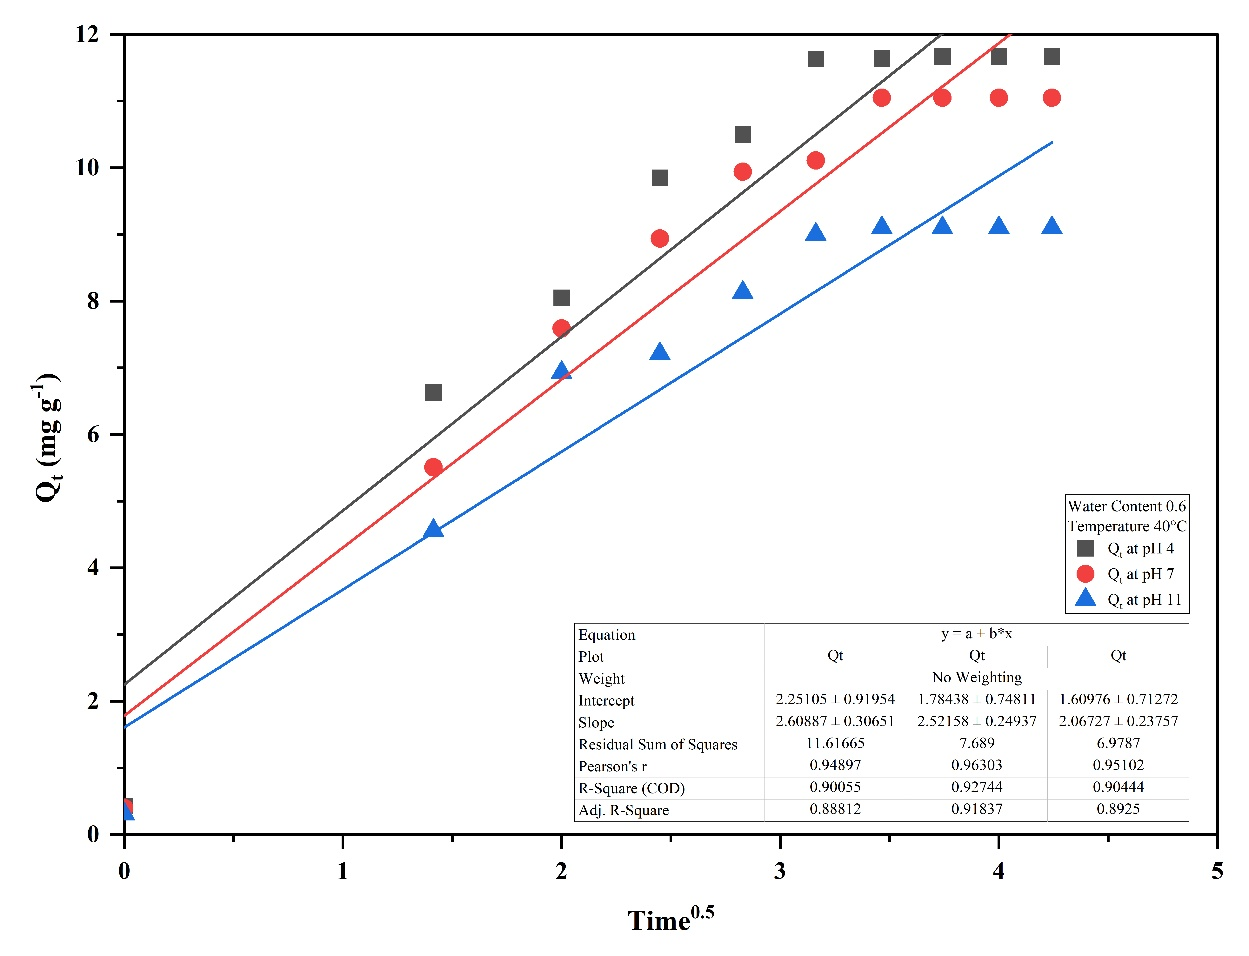 12
10
8
6
4
2
0
0 1 2 3 4 5
Qt (mg g-1)
Time0.5
Water Content 0.6
Temperature 40°C
Qt at pH 4
Qt at pH 7
Qt at pH 11
Equation y = a + b*x
Plot Qt Qt Qt
Weight No Weighting
Intercept 2.25105 ± 0.91954 1.78438 ± 0.74811 1.60976 ± 0.71272
Slope 2.60887 ± 0.30651 2.52158 ± 0.24937 2.06727 ± 0.23757
Residual Sum of Squares 11.61665 7.689 6.9787
Pearson's r 0.94897 0.96303 0.95102
R-Square (COD) 0.90055 0.92744 0.90444
Adj. R-Square 0.88812 0.91837 0.8925